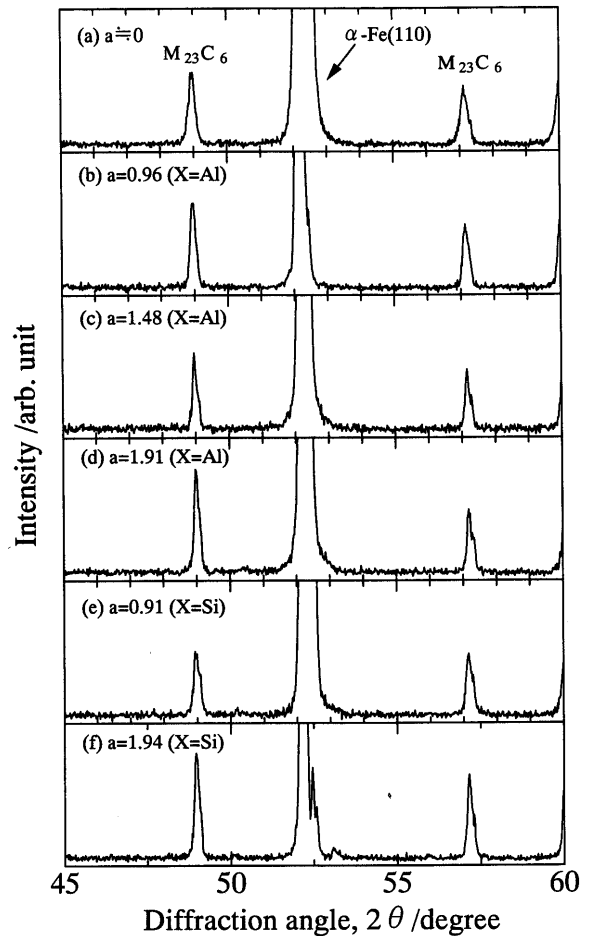 (a) a≒0
α-Fe(110)
M23C6
M23C6
(b) a=0.96 (X=Al)
(c) a=1.48 (X=Al)
(d) a=1.91 (X=Al)
(e) a=0.91 (X=Si)
(f) a=1.94 (X=Si)
Intensity /arb. unit
45 50 55 60
Diffraction angle, 2θ/degree